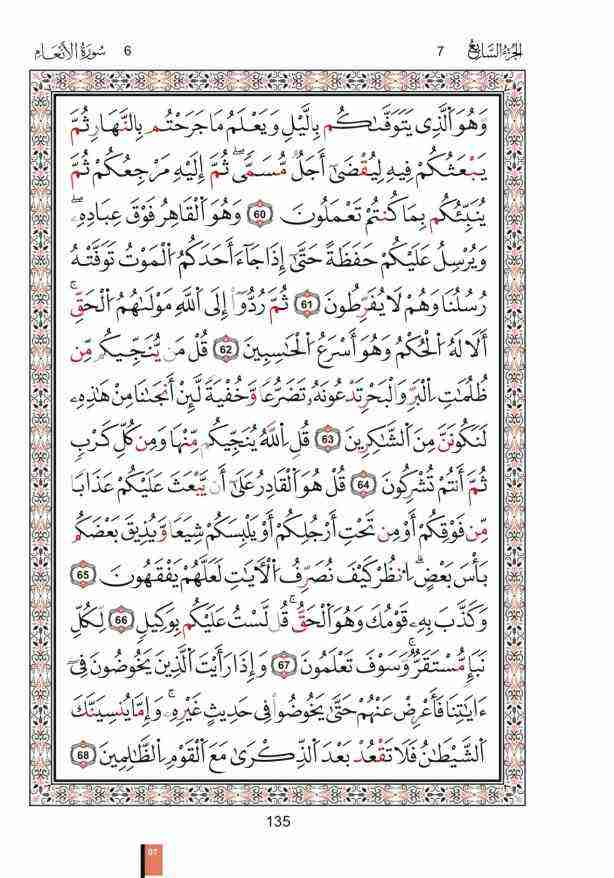 الجزء السابع 7 6 سورة الأنعام
وَهُوَ ٱلَّذِى يَتَوَفَّىٰكُم بِٱلَّيْلِ وَيَعْلَمُ مَا جَرَحْتُم بِٱلنَّهَارِ ثُمَّ
يَبْعَثُكُمْ فِيهِ لِيُقْضَىٰٓ أَجَلٌ مُّسَمًّى ۖ ثُمَّ إِلَيْهِ مَرْجِعُكُمْ ثُمَّ
يُنَبِّئُكُم بِمَا كُنتُمْ تَعْمَلُونَ 60 وَهُوَ ٱلْقَاهِرُ فَوْقَ عِبَادِهِۦ ۖ
وَيُرْسِلُ عَلَيْكُمْ حَفَظَةً حَتَّىٰٓ إِذَا جَآءَ أَحَدَكُمُ ٱلْمَوْتُ تَوَفَّتْهُ
رُسُلُنَا وَهُمْ لَا يُفَرِّطُونَ 61 ثُمَّ رُدُّوٓا۟ إِلَى ٱللَّهِ مَوْلَىٰهُمُ ٱلْحَقِّ ۚ
أَلَا لَهُ ٱلْحُكْمُ وَهُوَ أَسْرَعُ ٱلْحَـٰسِبِينَ 62 قُلْ مَن يُنَجِّيكُم مِّن
ظُلُمَـٰتِ ٱلْبَرِّ وَٱلْبَحْرِ تَدْعُونَهُۥ تَضَرُّعًا وَخُفْيَةً لَّئِنْ أَنجَىٰنَا مِنْ هَـٰذِهِۦ
لَنَكُونَنَّ مِنَ ٱلشَّـٰكِرِينَ 63 قُلِ ٱللَّهُ يُنَجِّيكُم مِّنْهَا وَمِن كُلِّ كَرْبٍ
ثُمَّ أَنتُمْ تُشْرِكُونَ 64 قُلْ هُوَ ٱلْقَادِرُ عَلَىٰٓ أَن يَبْعَثَ عَلَيْكُمْ عَذَابًا
مِّن فَوْقِكُمْ أَوْ مِن تَحْتِ أَرْجُلِكُمْ أَوْ يَلْبِسَكُمْ شِيَعًا وَيُذِيقَ بَعْضَكُم
بَأْسَ بَعْضٍ ۗ ٱنظُرْ كَيْفَ نُصَرِّفُ ٱلْـَٔايَـٰتِ لَعَلَّهُمْ يَفْقَهُونَ 65
وَكَذَّبَ بِهِۦ قَوْمُكَ وَهُوَ ٱلْحَقُّ ۚ قُل لَّسْتُ عَلَيْكُم بِوَكِيلٍ 66 لِّكُلِّ
نَبَإٍ مُّسْتَقَرٌّ ۚ وَسَوْفَ تَعْلَمُونَ 67 وَإِذَا رَأَيْتَ ٱلَّذِينَ يَخُوضُونَ فِىٓ
ءَايَـٰتِنَا فَأَعْرِضْ عَنْهُمْ حَتَّىٰ يَخُوضُوا۟ فِى حَدِيثٍ غَيْرِهِۦ ۚ وَإِمَّا يُنسِيَنَّكَ
ٱلشَّيْطَـٰنُ فَلَا تَقْعُدْ بَعْدَ ٱلذِّكْرَىٰ مَعَ ٱلْقَوْمِ ٱلظَّـٰلِمِينَ 68
135
07